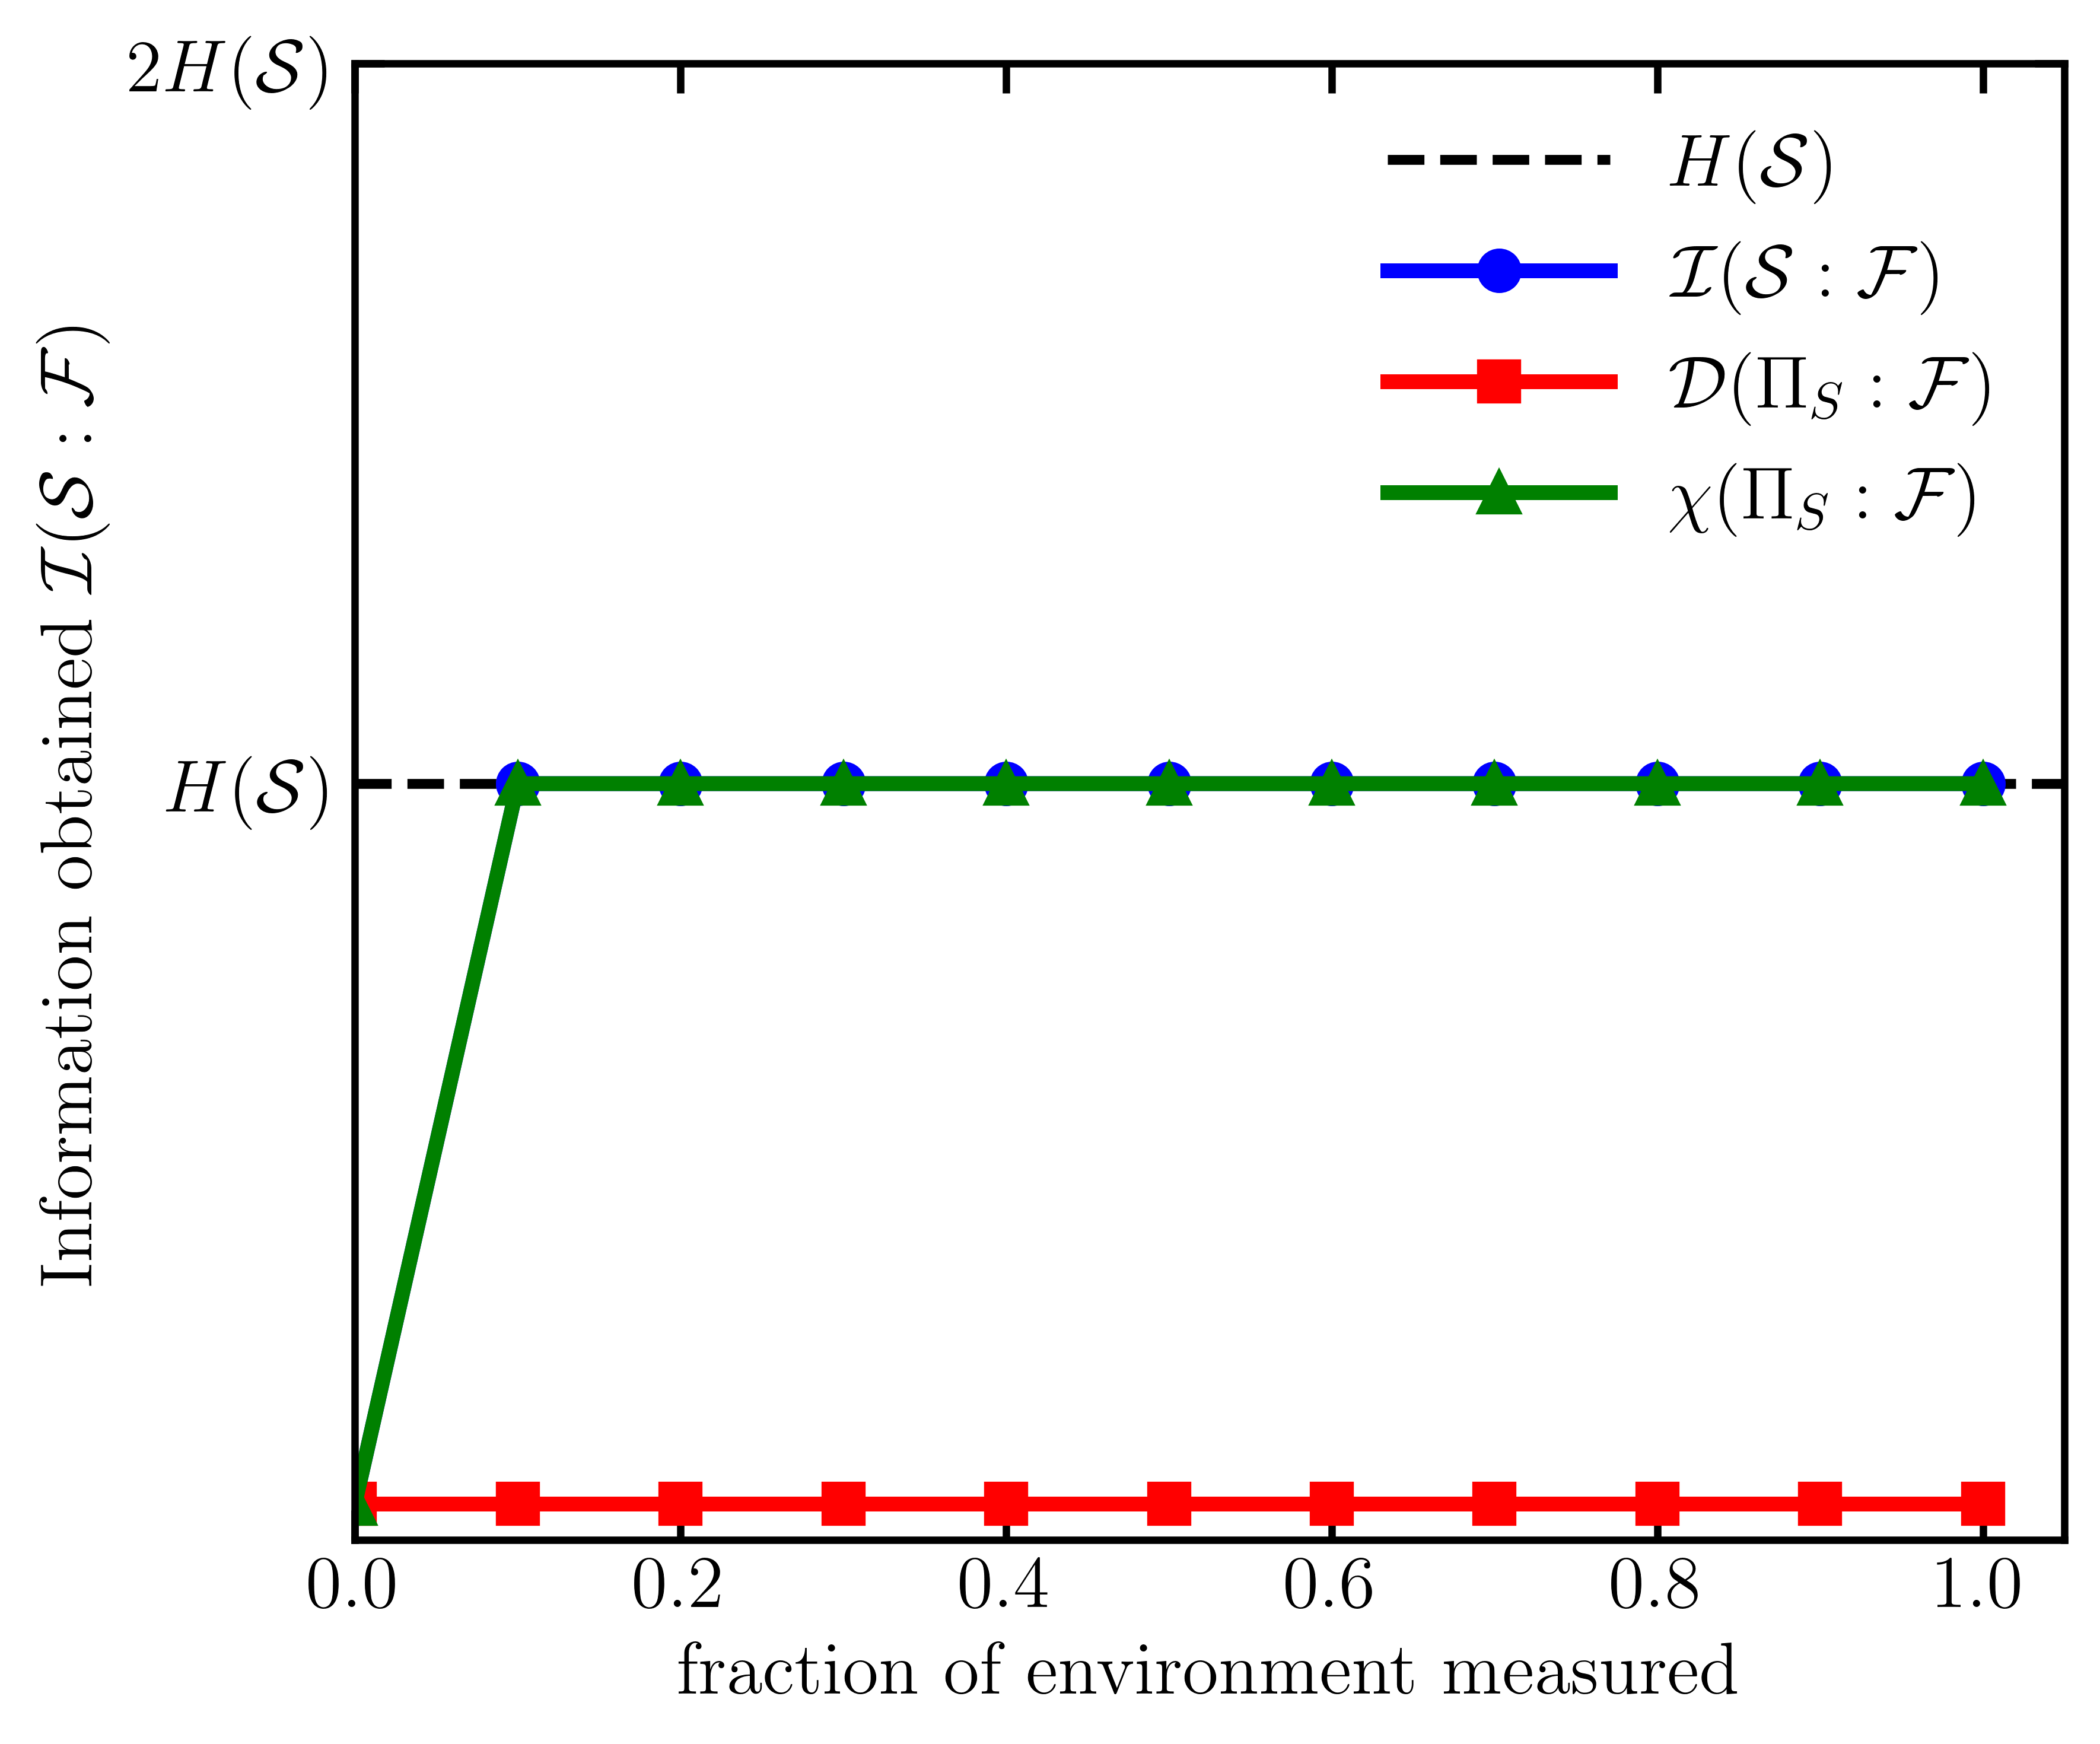 2H(𝒮)
H(𝒮)
Information obtained ℐ(𝒮 : ℱ)
H(𝒮)
ℐ(𝒮 : ℱ)
𝒟(Π_S : ℱ)
χ(Π_S : ℱ)
0.0 0.2 0.4 0.6 0.8 1.0
fraction of environment measured